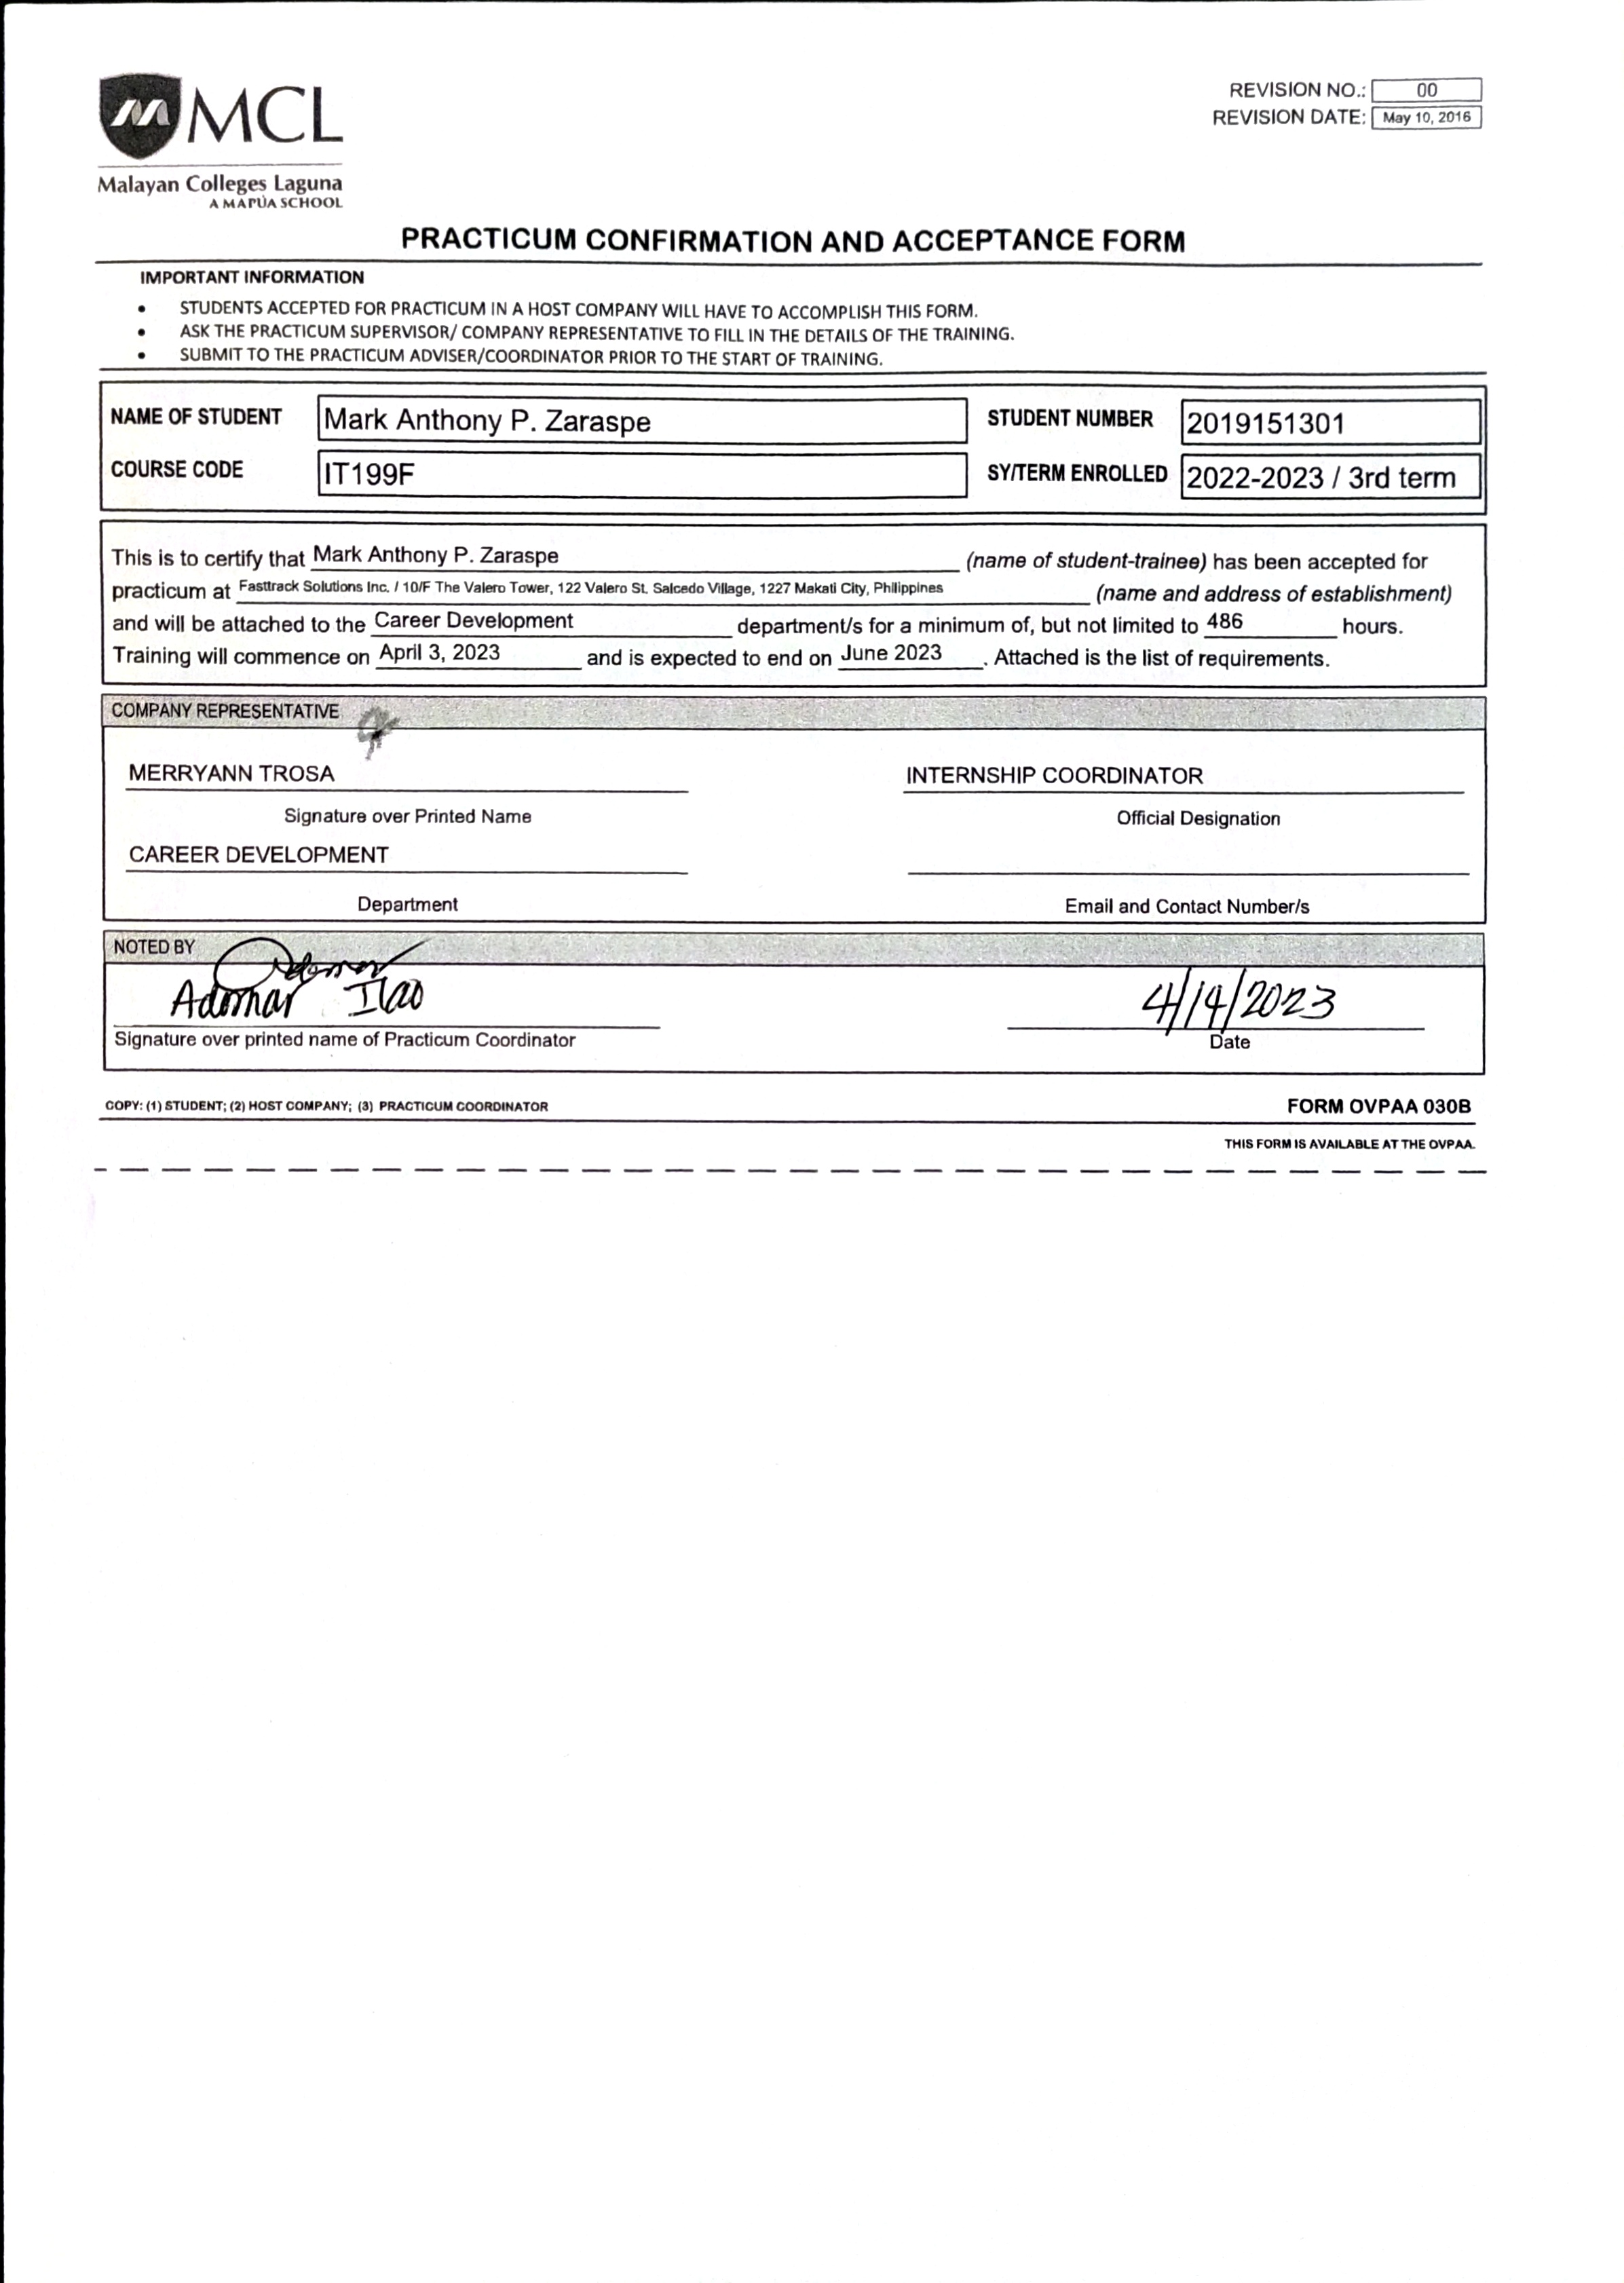 MCL
Malayan Colleges Laguna
A MAPÚA SCHOOL
REVISION NO.: 00
REVISION DATE: May 10, 2016
PRACTICUM CONFIRMATION AND ACCEPTANCE FORM
IMPORTANT INFORMATION
• STUDENTS ACCEPTED FOR PRACTICUM IN A HOST COMPANY WILL HAVE TO ACCOMPLISH THIS FORM.
• ASK THE PRACTICUM SUPERVISOR/ COMPANY REPRESENTATIVE TO FILL IN THE DETAILS OF THE TRAINING.
• SUBMIT TO THE PRACTICUM ADVISER/COORDINATOR PRIOR TO THE START OF TRAINING.
NAME OF STUDENT Mark Anthony P. Zaraspe STUDENT NUMBER 2019151301
COURSE CODE IT199F SY/TERM ENROLLED 2022-2023 / 3rd term
This is to certify that Mark Anthony P. Zaraspe (name of student-trainee) has been accepted for
practicum at Fasttrack Solutions Inc. / 10/F The Valero Tower, 122 Valero St. Salcedo Village, 1227 Makati City, Philippines (name and address of establishment)
and will be attached to the Career Development department/s for a minimum of, but not limited to 486 hours.
Training will commence on April 3, 2023 and is expected to end on June 2023. Attached is the list of requirements.
COMPANY REPRESENTATIVE
MERRYANN TROSA INTERNSHIP COORDINATOR
Signature over Printed Name Official Designation
CAREER DEVELOPMENT
Department Email and Contact Number/s
NOTED BY
Adomar Ilao 4/14/2023
Signature over printed name of Practicum Coordinator Date
COPY: (1) STUDENT; (2) HOST COMPANY; (3) PRACTICUM COORDINATOR FORM OVPAA 030B
THIS FORM IS AVAILABLE AT THE OVPAA.